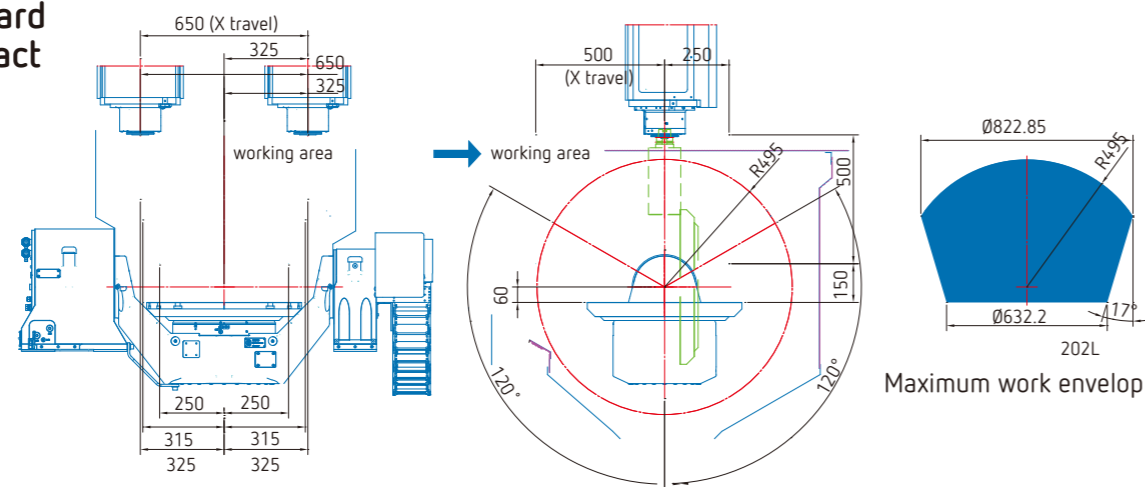 ard
act
650 (X travel)
325
650
325
working area
250
250
315
315
325
325
500
250
(X travel)
working area
R495
500
150
60
120°
120°
Ø822.85
R495
Ø632.2
17°
202L
Maximum work envelop